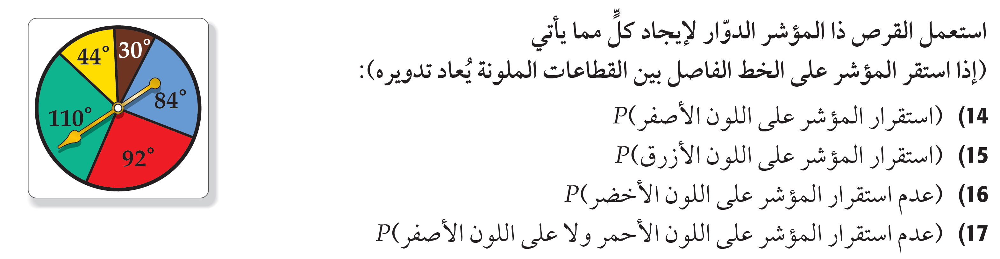 استعمل القرص ذا المؤشر الدوّار لإيجاد كلٍّ مما يأتي
(إذا استقر المؤشر على الخط الفاصل بين القطاعات الملونة يُعاد تدويره):
14) P(استقرار المؤشر على اللون الأصفر)
15) P(استقرار المؤشر على اللون الأزرق)
16) P(عدم استقرار المؤشر على اللون الأخضر)
17) P(عدم استقرار المؤشر على اللون الأحمر ولا على اللون الأصفر)
30°
44°
84°
110°
92°